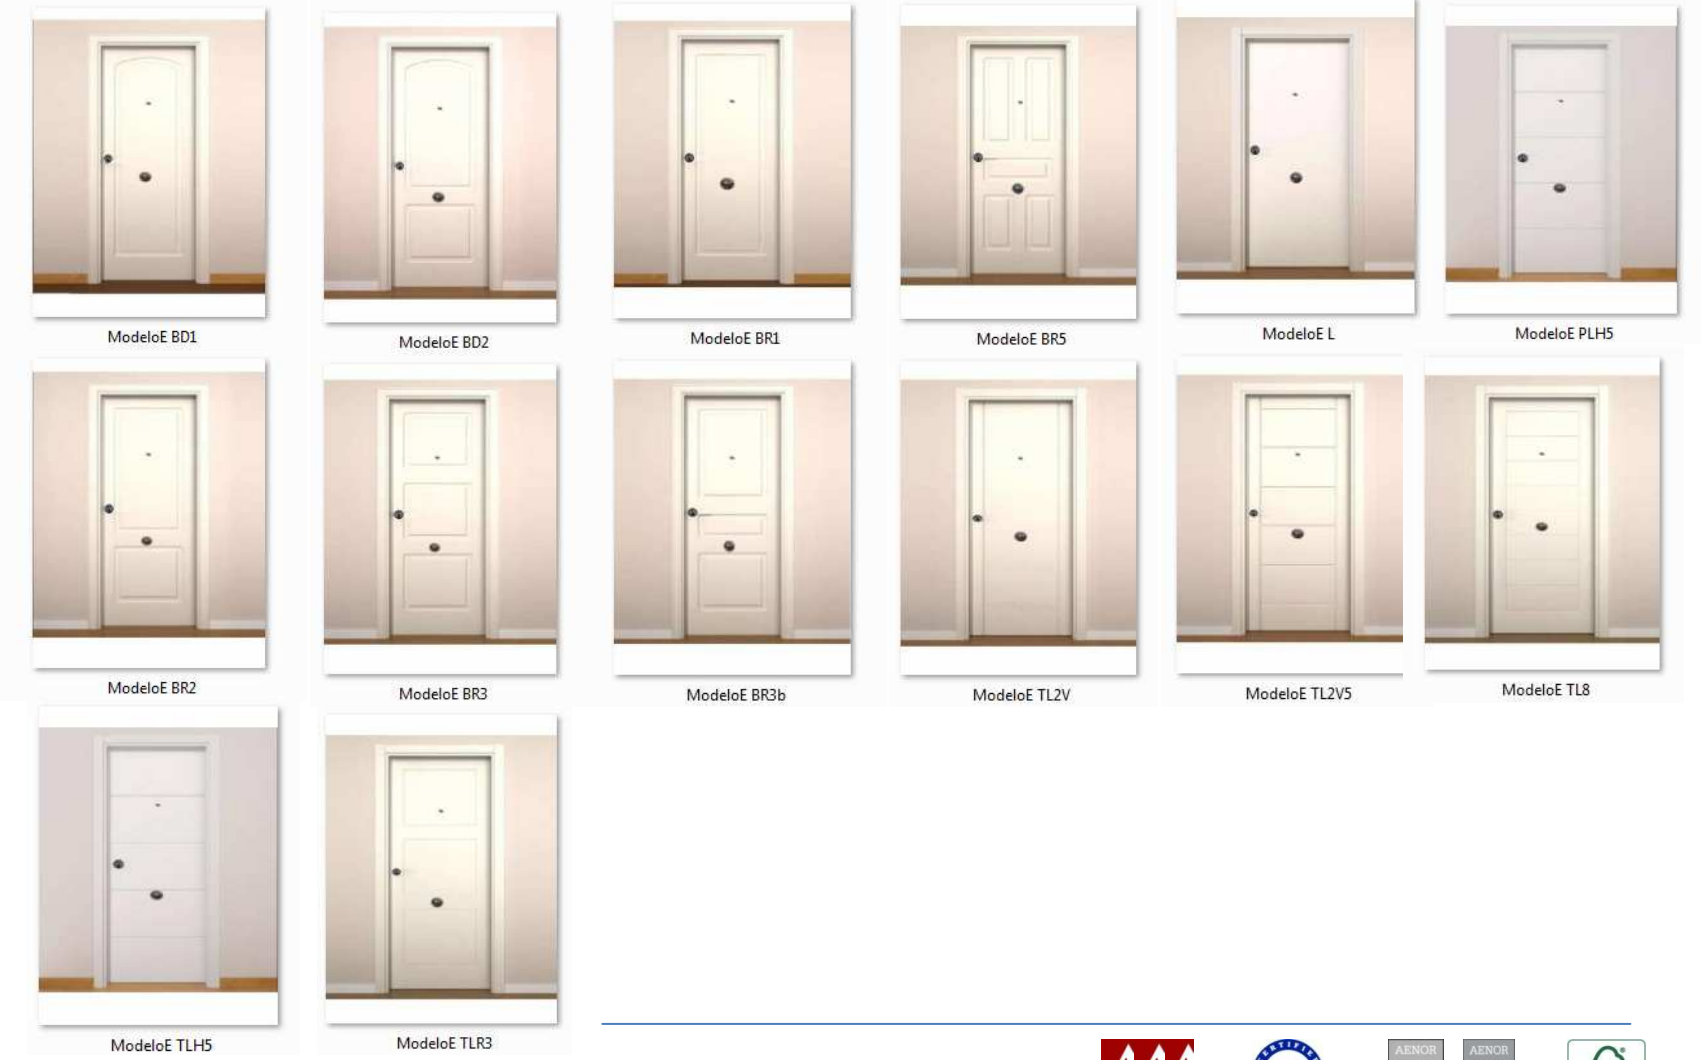 ModeloE BD1
ModeloE BD2
ModeloE BR1
ModeloE BR5
ModeloE L
ModeloE PLH5
ModeloE BR2
ModeloE BR3
ModeloE BR3b
ModeloE TL2V
ModeloE TL2V5
ModeloE TL8
ModeloE TLH5
ModeloE TLR3
AENOR
AENOR